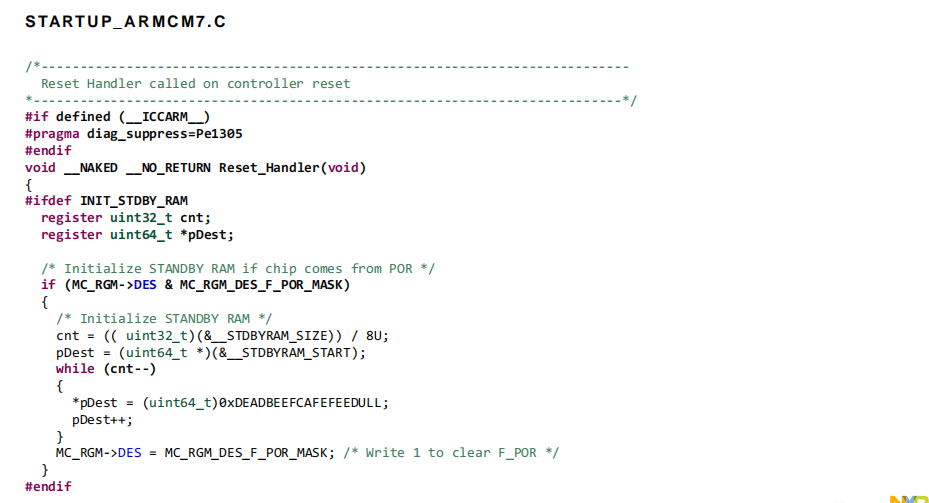 STARTUP_ARMCM7.C
/*----------------------------------------------------------------------------
  Reset Handler called on controller reset
*----------------------------------------------------------------------------*/
#if defined (__ICCARM__)
#pragma diag_suppress=Pe1305
#endif
void __NAKED __NO_RETURN Reset_Handler(void)
{
#ifdef INIT_STDBY_RAM
  register uint32_t cnt;
  register uint64_t *pDest;

  /* Initialize STANDBY RAM if chip comes from POR */
  if (MC_RGM->DES & MC_RGM_DES_F_POR_MASK)
  {
    /* Initialize STANDBY RAM */
    cnt = (( uint32_t)(&__STDBYRAM_SIZE)) / 8U;
    pDest = (uint64_t *)(&__STDBYRAM_START);
    while (cnt--)
    {
      *pDest = (uint64_t)0xDEADBEEFCAFEFEEDULL;
      pDest++;
    }
    MC_RGM->DES = MC_RGM_DES_F_POR_MASK; /* Write 1 to clear F_POR */
  }
#endif